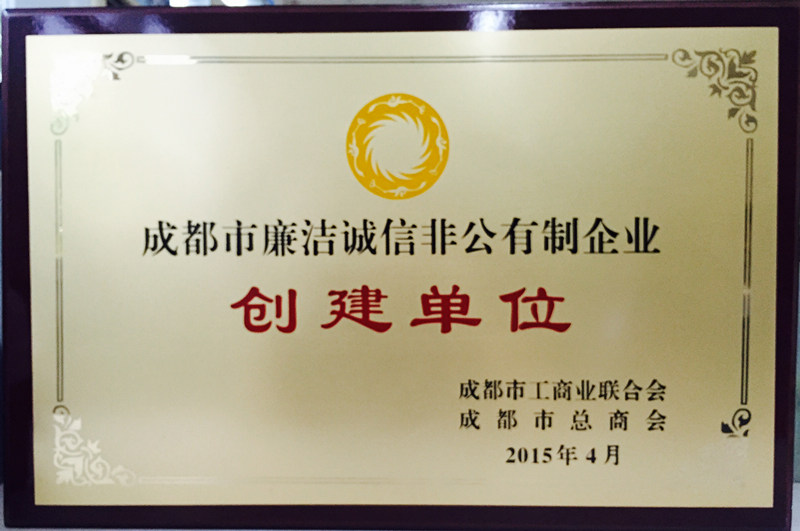 成都市廉洁诚信非公有制企业
创建单位
成都市工商业联合会
成都市总商会
2015年4月